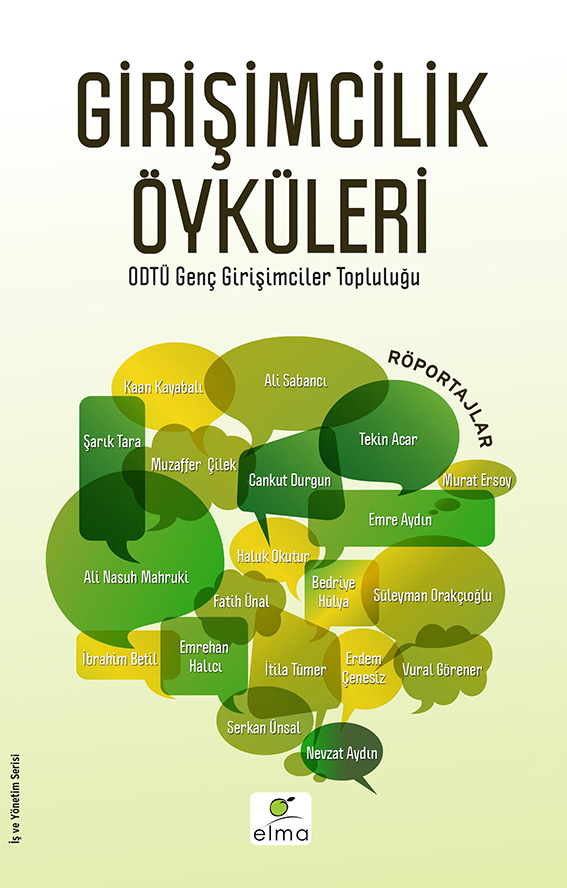 GİRİŞİMCİLİK
ÖYKÜLERİ
ODTÜ Genç Girişimciler Topluluğu
RÖPORTAJLAR
Kaan Kayabalı
Ali Sabancı
Şarık Tara
Muzaffer Çilek
Cankut Durgun
Tekin Acar
Murat Ersoy
Emre Aydın
Ali Nasuh Mahruki
Haluk Okutur
Fatih Ünal
Bedriye
Hülya
Süleyman Orakçıoğlu
İbrahim Betil
Emrehan
Halıcı
İtila Tümer
Erdem
Çenesiz
Vural Görener
Serkan Ünsal
Nevzat Aydın
İş ve Yönetim Serisi
elma